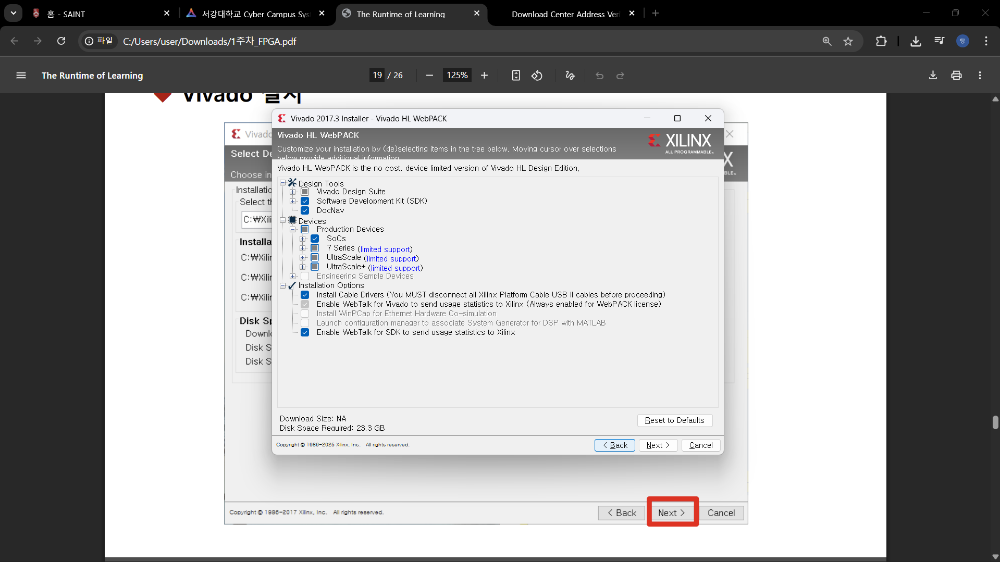 홈 - SAINT
서강대학교 Cyber Campus Sys
The Runtime of Learning
Download Center Address Veri
파일
C:/Users/user/Downloads/1주차_FPGA.pdf
탕
The Runtime of Learning
19 / 26
125%
Vivado 설치
Vivado 2017.3 Installer - Vivado HL WebPACK
Vivado HL WebPACK
Customize your installation by (de)selecting items in the tree below. Moving cursor over selections
below provide additional information.
XILINX
ALL PROGRAMMABLE.
Vivado HL WebPACK is the no cost, device limited version of Vivado HL Design Edition.
Design Tools
Vivado Design Suite
Software Development Kit (SDK)
DocNav
Devices
Production Devices
SoCs
7 Series (limited support)
UltraScale (limited support)
UltraScale+ (limited support)
Engineering Sample Devices
Installation Options
Install Cable Drivers (You MUST disconnect all Xilinx Platform Cable USB II cables before proceeding)
Enable WebTalk for Vivado to send usage statistics to Xilinx (Always enabled for WebPACK license)
Install WinPCap for Ethernet Hardware Co-simulation
Launch configuration manager to associate System Generator for DSP with MATLAB
Enable WebTalk for SDK to send usage statistics to Xilinx
Download Size: NA
Disk Space Required: 23.3 GB
Reset to Defaults
Copyright © 1986-2025 Xilinx, Inc. All rights reserved.
< Back
Next >
Cancel
Vivado
Select De
Choose in
X
BLE.
Installatio
Select th
C:₩Xili
Installa
C:₩Xilin
C:₩Xilin
C:₩Xilin
Disk Sp
Downl
Disk S
Disk S
Copyright © 1986-2017 Xilinx, Inc. All rights reserved.
< Back
Next >
Cancel